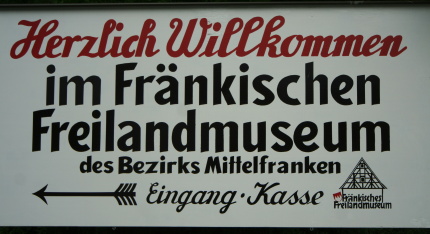 Herzlich Willkommen
im Fränkischen
Freilandmuseum
des Bezirks Mittelfranken
Eingang · Kasse
Fränkisches
Freilandmuseum